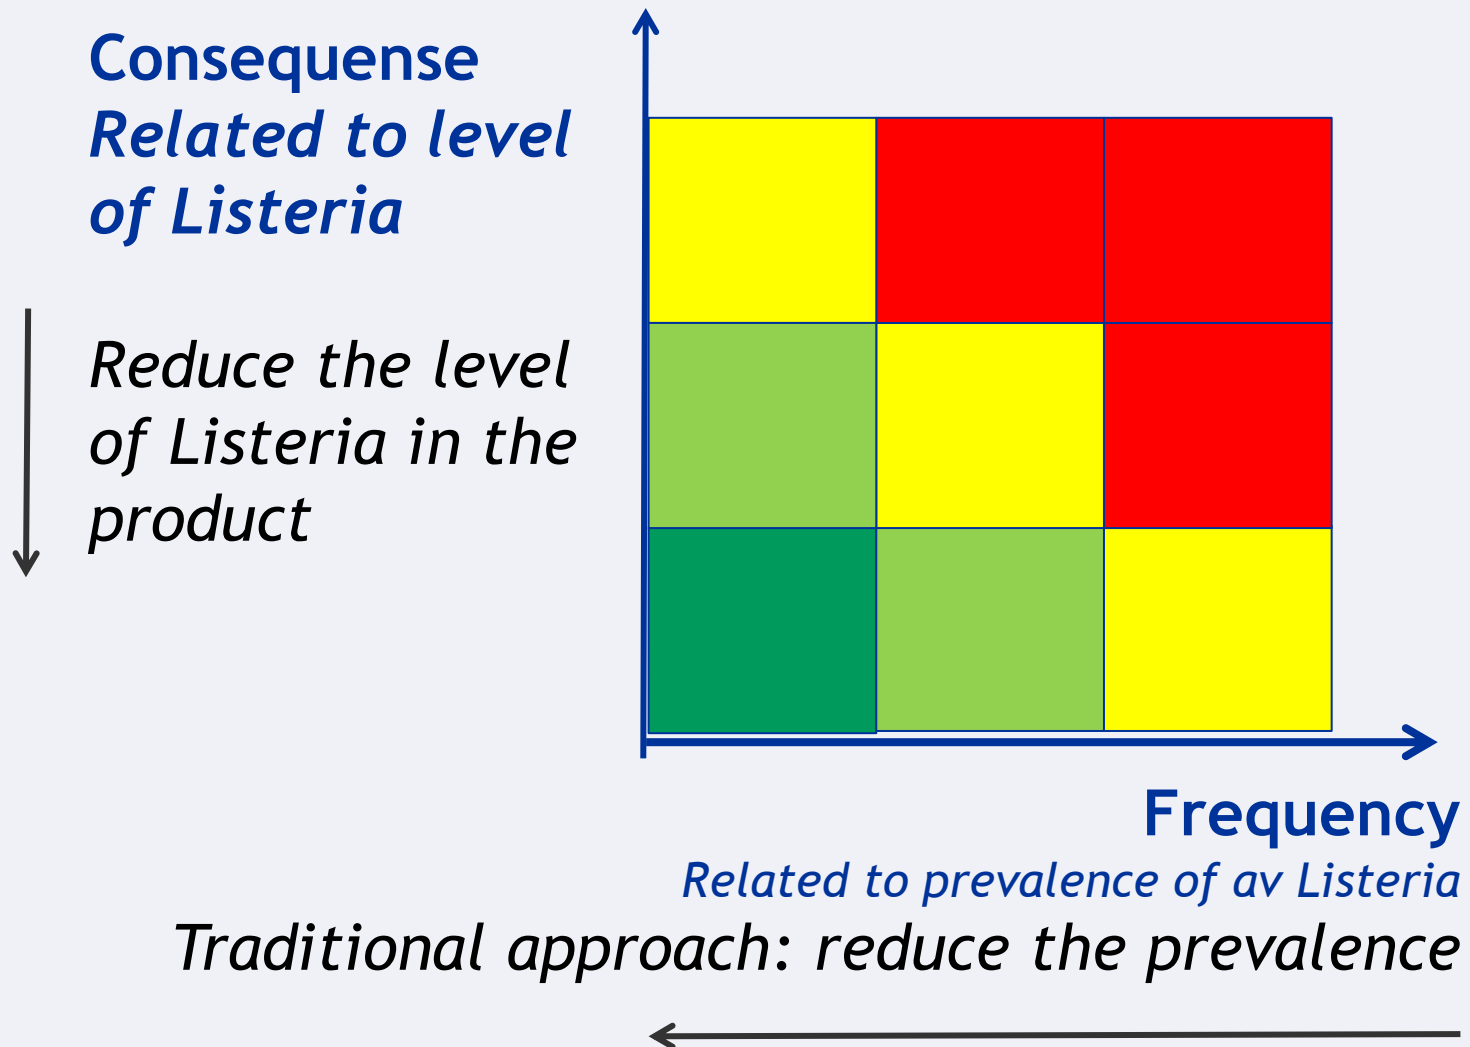 Consequense
Related to level
of Listeria
Reduce the level
of Listeria in the
product
Frequency
Related to prevalence of av Listeria
Traditional approach: reduce the prevalence